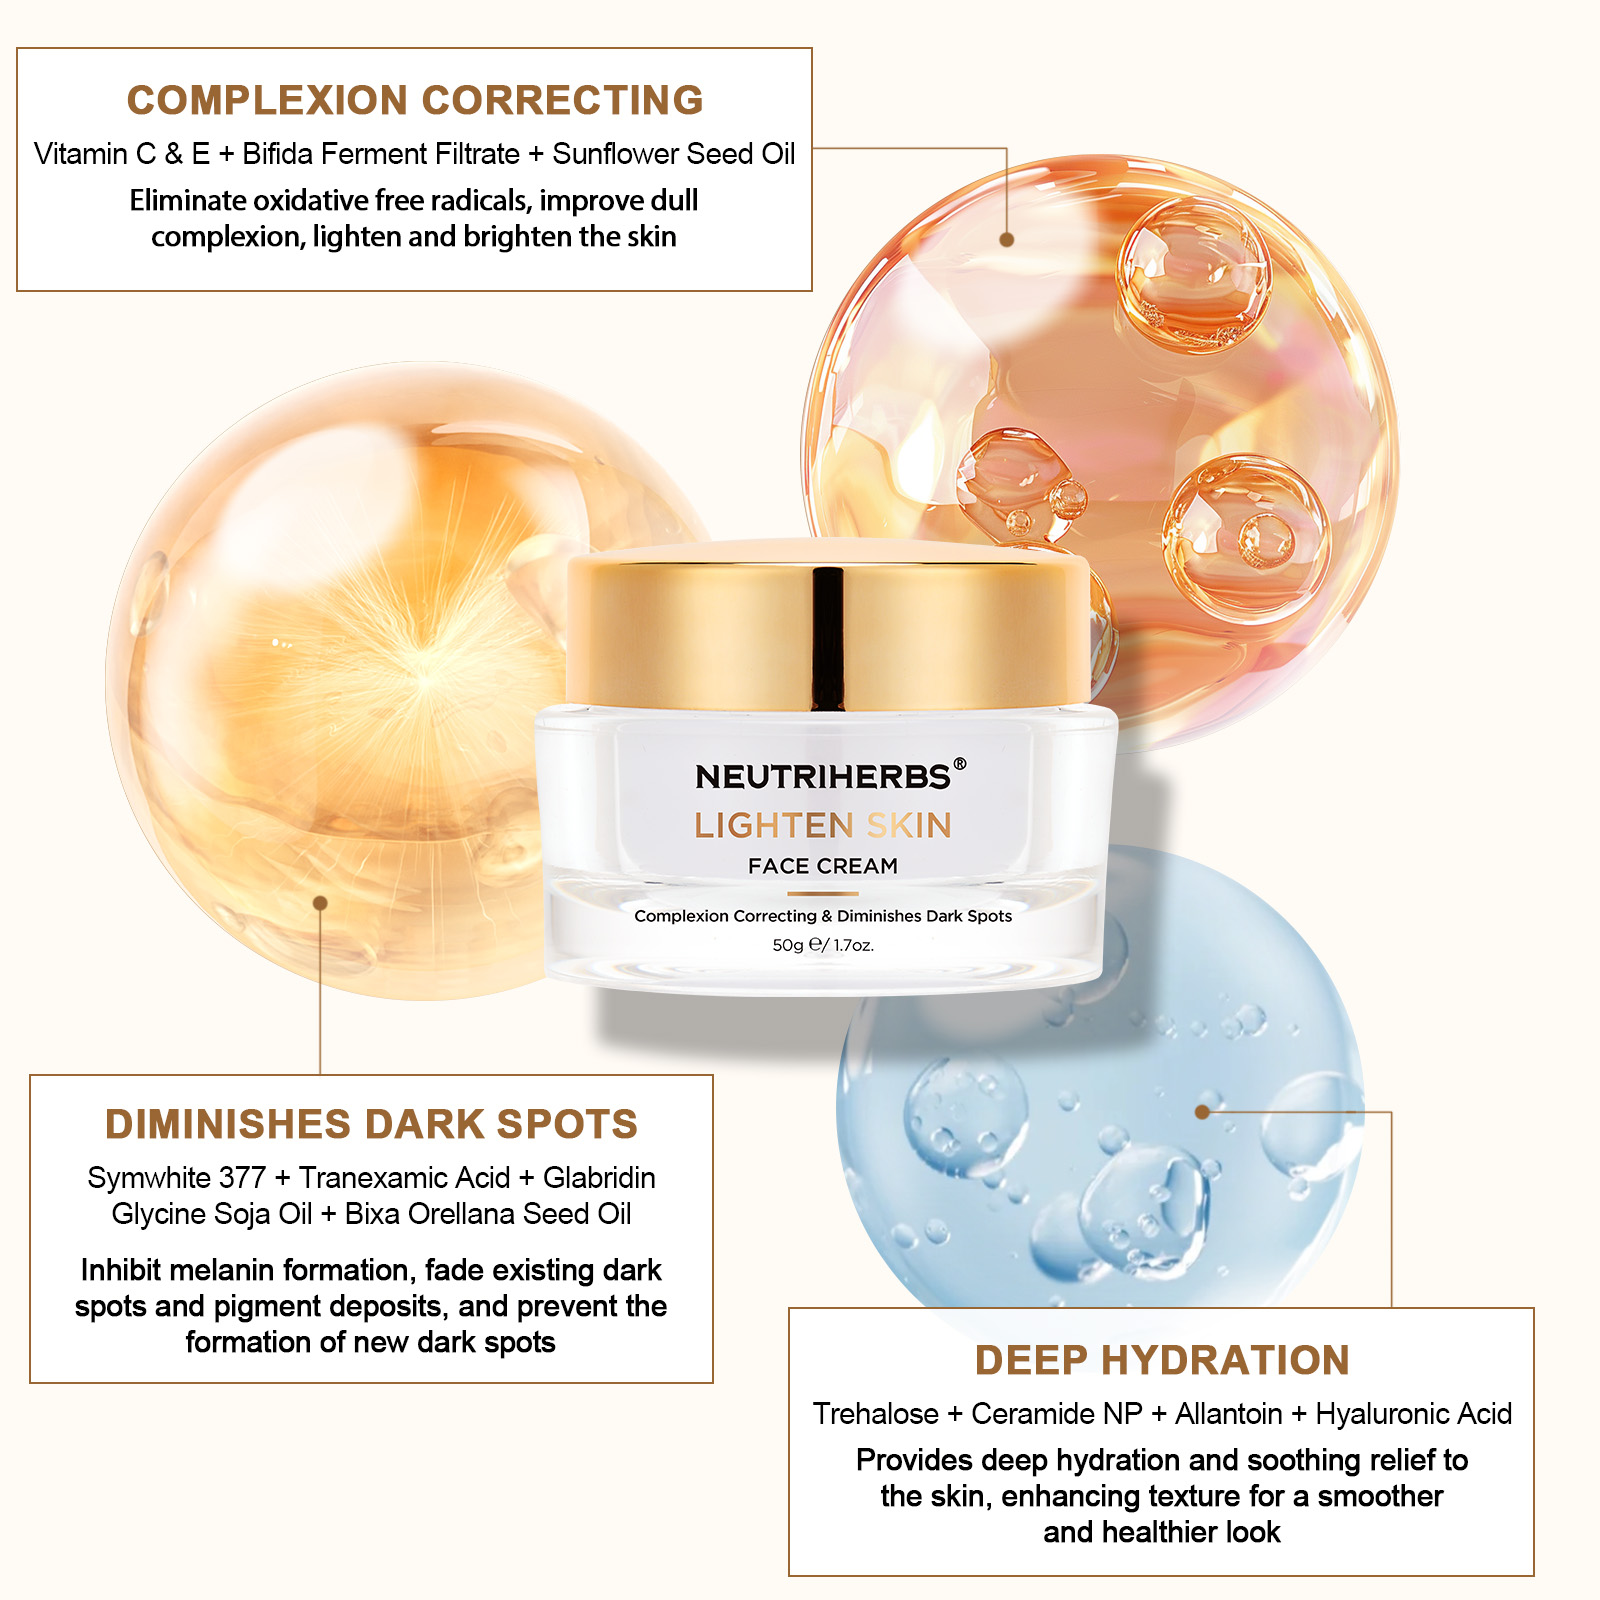 COMPLEXION CORRECTING
Vitamin C & E + Bifida Ferment Filtrate + Sunflower Seed Oil
Eliminate oxidative free radicals, improve dull
complexion, lighten and brighten the skin
NEUTRIHERBS®
LIGHTEN SKIN
FACE CREAM
Complexion Correcting & Diminishes Dark Spots
50g ℮/ 1.7oz.
DIMINISHES DARK SPOTS
Symwhite 377 + Tranexamic Acid + Glabridin
Glycine Soja Oil + Bixa Orellana Seed Oil
Inhibit melanin formation, fade existing dark
spots and pigment deposits, and prevent the
formation of new dark spots
DEEP HYDRATION
Trehalose + Ceramide NP + Allantoin + Hyaluronic Acid
Provides deep hydration and soothing relief to
the skin, enhancing texture for a smoother
and healthier look